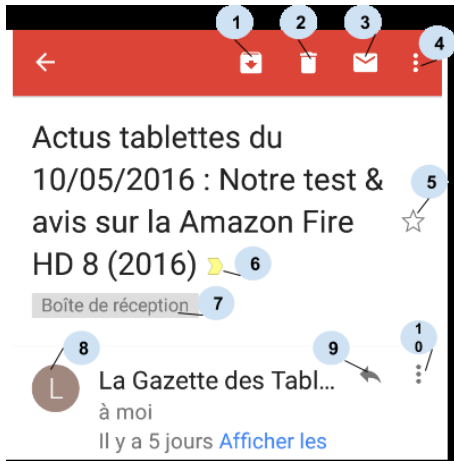 1 2 3 4
Actus tablettes du
10/05/2016 : Notre test &
avis sur la Amazon Fire 5
HD 8 (2016) 6
Boîte de réception 7
8 9 10
L La Gazette des Tabl...
à moi
Il y a 5 jours Afficher les